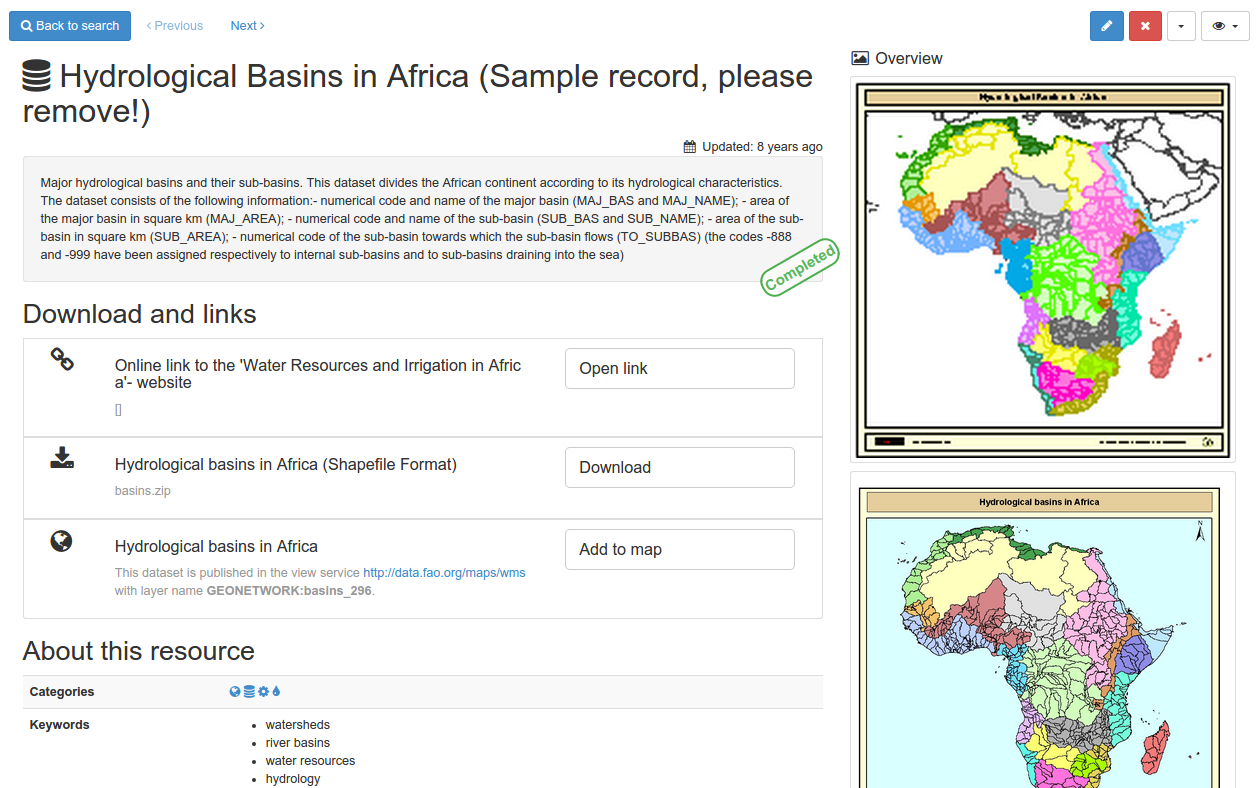 Back to search
Previous
Next
Hydrological Basins in Africa (Sample record, please
remove!)
Updated: 8 years ago
Major hydrological basins and their sub-basins. This dataset divides the African continent according to its hydrological characteristics.
The dataset consists of the following information:- numerical code and name of the major basin (MAJ_BAS and MAJ_NAME); - area of
the major basin in square km (MAJ_AREA); - numerical code and name of the sub-basin (SUB_BAS and SUB_NAME); - area of the sub-
basin in square km (SUB_AREA); - numerical code of the sub-basin towards which the sub-basin flows (TO_SUBBAS) (the codes -888
and -999 have been assigned respectively to internal sub-basins and to sub-basins draining into the sea)
Completed
Download and links
Online link to the 'Water Resources and Irrigation in Afric
a'- website
[]
Open link
Hydrological basins in Africa (Shapefile Format)
basins.zip
Download
Hydrological basins in Africa
This dataset is published in the view service http://data.fao.org/maps/wms
with layer name GEONETWORK:basins_296.
Add to map
About this resource
Categories
Keywords
watersheds
river basins
water resources
hydrology
Overview
Hydrological basins in Africa
N